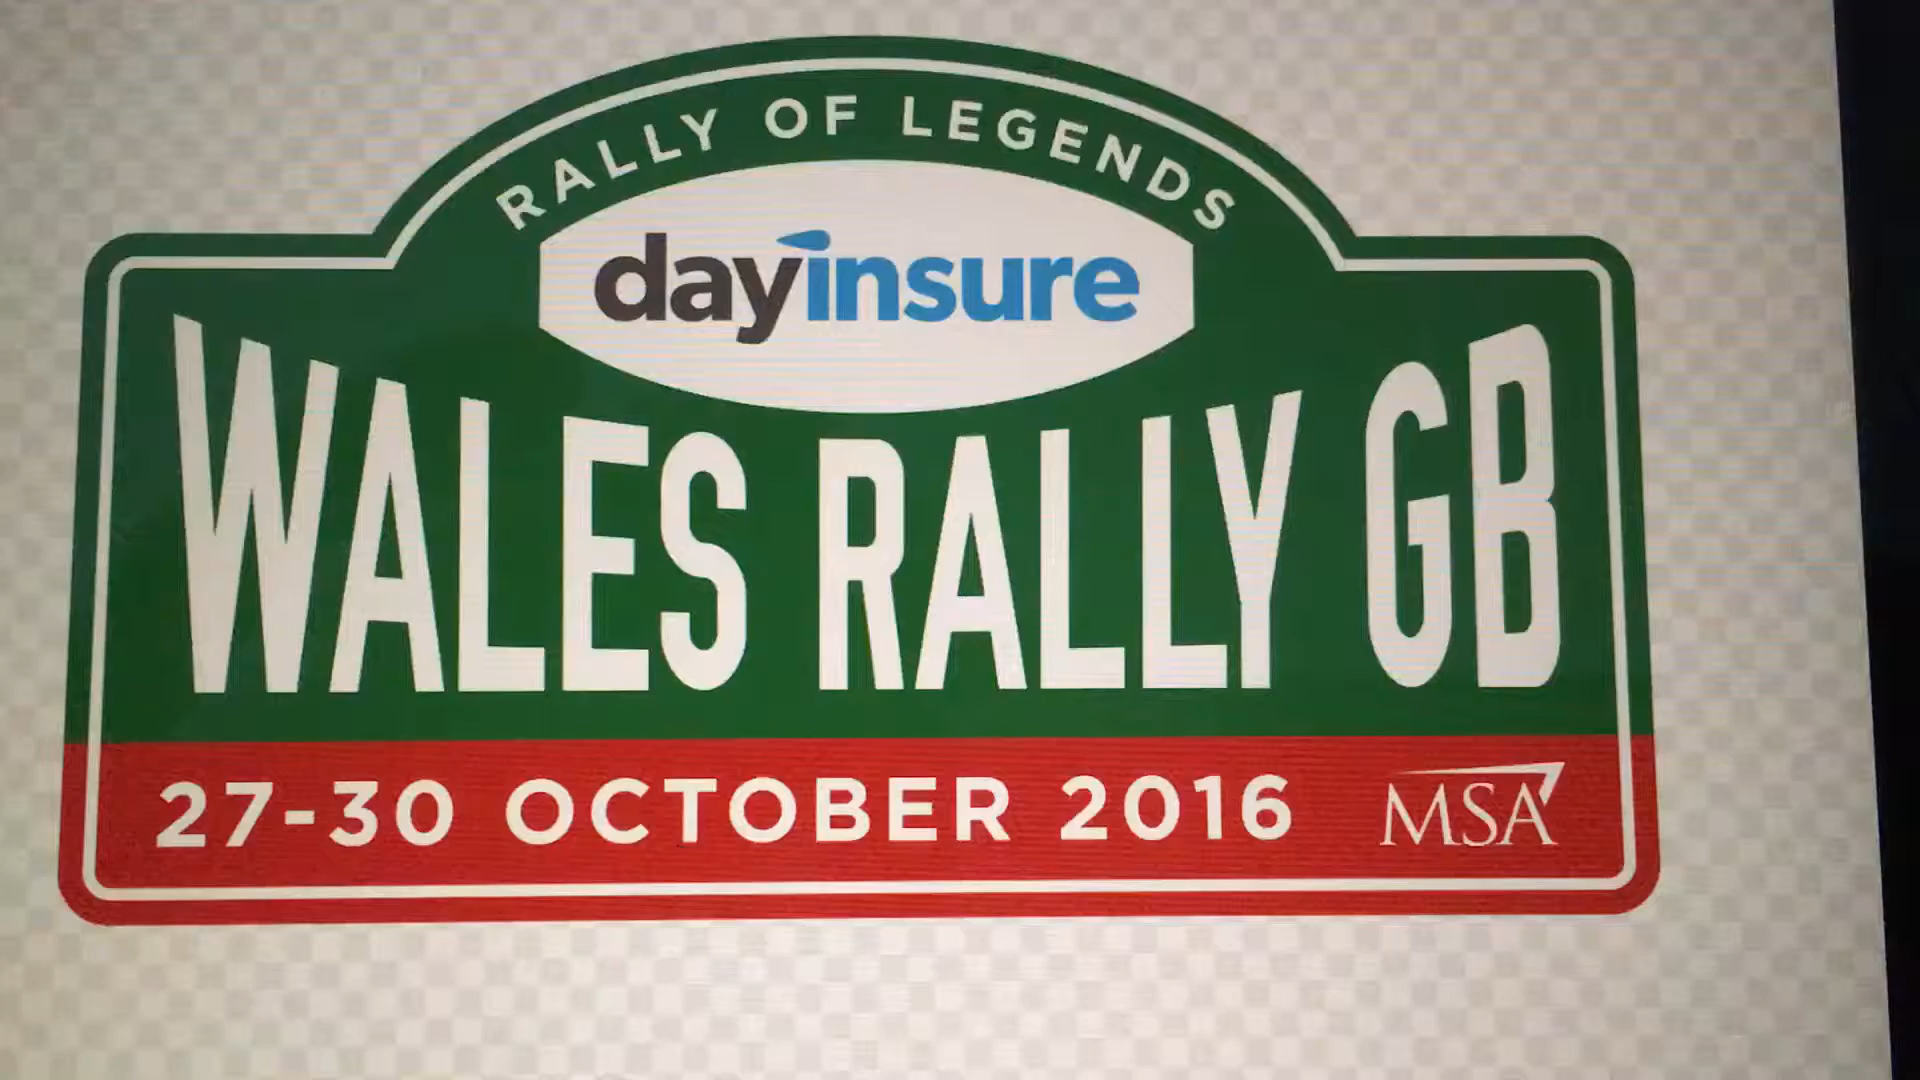 RALLY OF LEGENDS
dayinsure
WALES RALLY GB
27-30 OCTOBER 2016
MSA